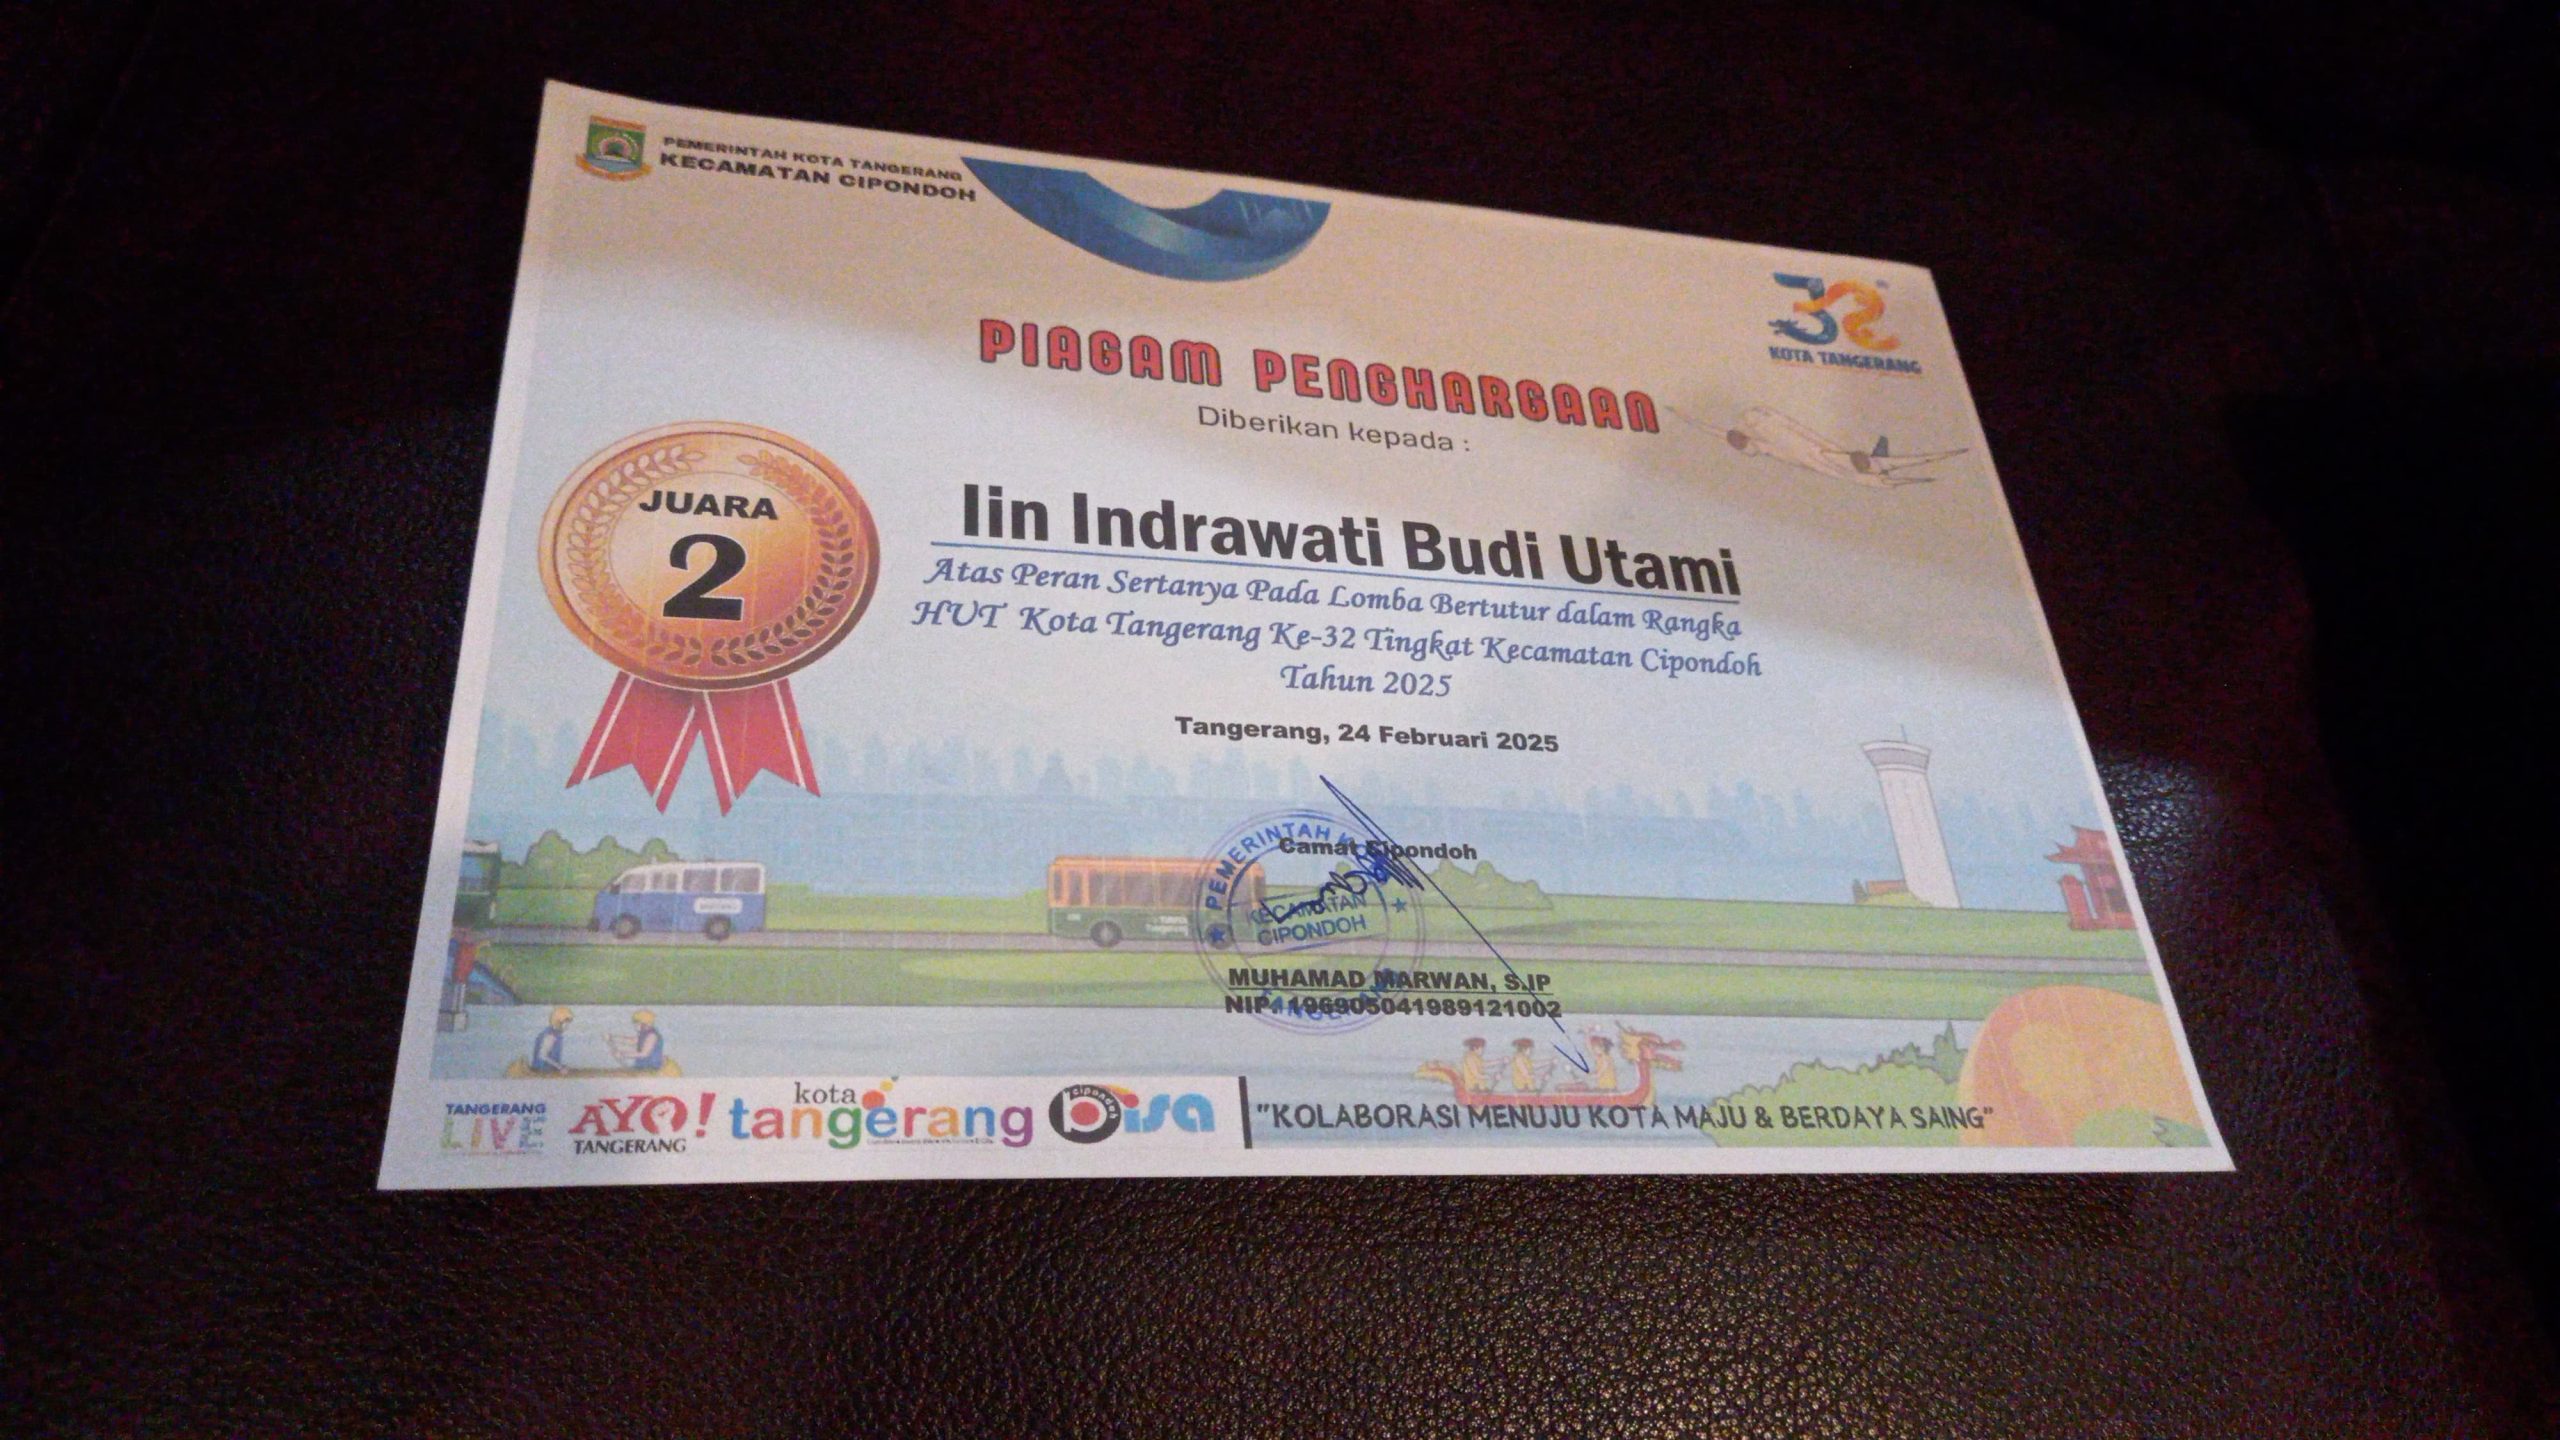 PEMERINTAH KOTA TANGERANG
KECAMATAN CIPONDOH
32
KOTA TANGERANG
PIAGAM PENGHARGAAN
Diberikan kepada :
JUARA
2
Iin Indrawati Budi Utami
Atas Peran Sertanya Pada Lomba Bertutur dalam Rangka
HUT Kota Tangerang Ke-32 Tingkat Kecamatan Cipondoh
Tahun 2025
Tangerang, 24 Februari 2025
Camat Cipondoh
PEMERINTAH
KECAMATAN
CIPONDOH
MUHAMAD MARWAN, S.IP
NIP. 196905041989121002
TANGERANG
LIVE
AYO!
TANGERANG
kota
tangerang
cipondoh
bisa
"KOLABORASI MENUJU KOTA MAJU & BERDAYA SAING"